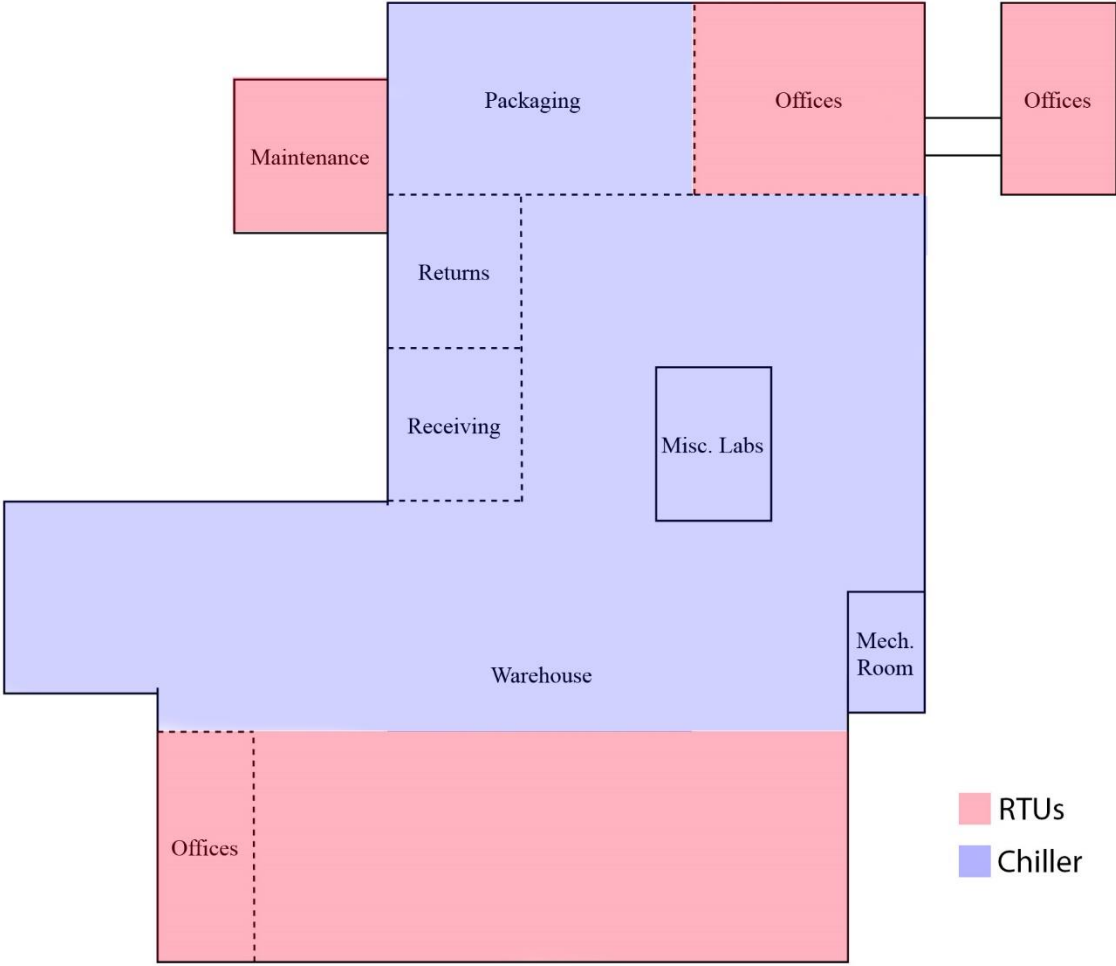 Packaging
Offices
Offices
Maintenance
Returns
Receiving
Misc. Labs
Mech.
Room
Warehouse
Offices
RTUs
Chiller